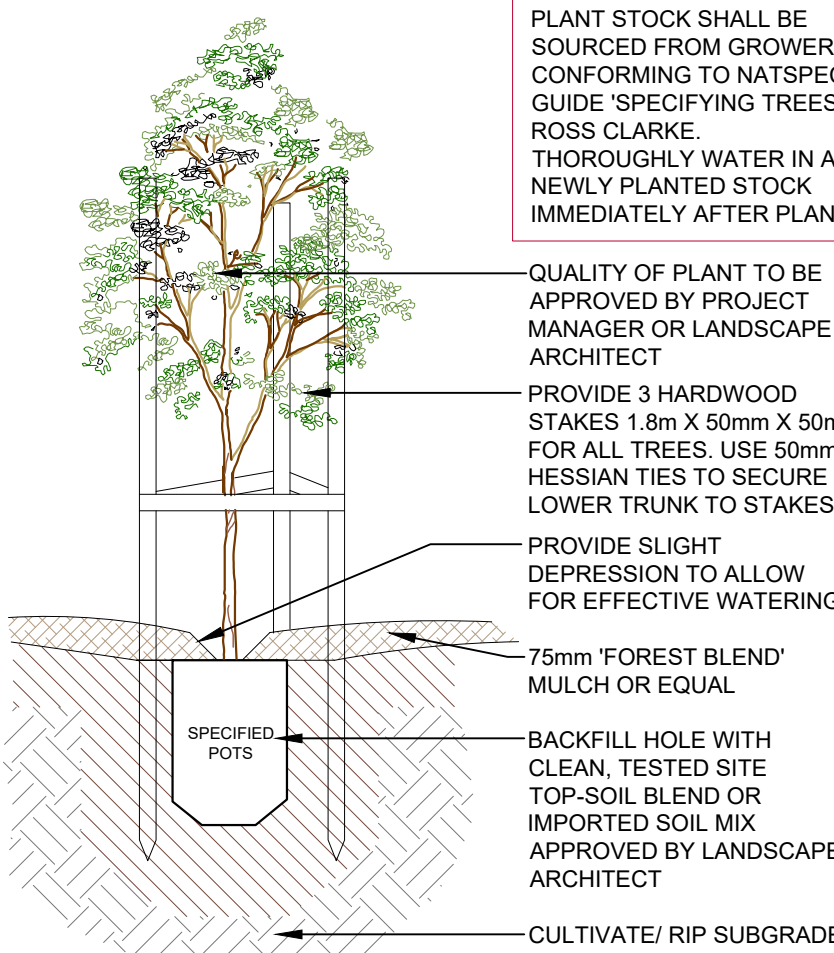 PLANT STOCK SHALL BE
SOURCED FROM GROWER
CONFORMING TO NATSPEC
GUIDE 'SPECIFYING TREES
ROSS CLARKE.
THOROUGHLY WATER IN A
NEWLY PLANTED STOCK
IMMEDIATELY AFTER PLAN
QUALITY OF PLANT TO BE
APPROVED BY PROJECT
MANAGER OR LANDSCAPE
ARCHITECT
PROVIDE 3 HARDWOOD
STAKES 1.8m X 50mm X 50m
FOR ALL TREES. USE 50mm
HESSIAN TIES TO SECURE
LOWER TRUNK TO STAKES
PROVIDE SLIGHT
DEPRESSION TO ALLOW
FOR EFFECTIVE WATERING
75mm 'FOREST BLEND'
MULCH OR EQUAL
SPECIFIED
POTS
BACKFILL HOLE WITH
CLEAN, TESTED SITE
TOP-SOIL BLEND OR
IMPORTED SOIL MIX
APPROVED BY LANDSCAPE
ARCHITECT
CULTIVATE/ RIP SUBGRADE